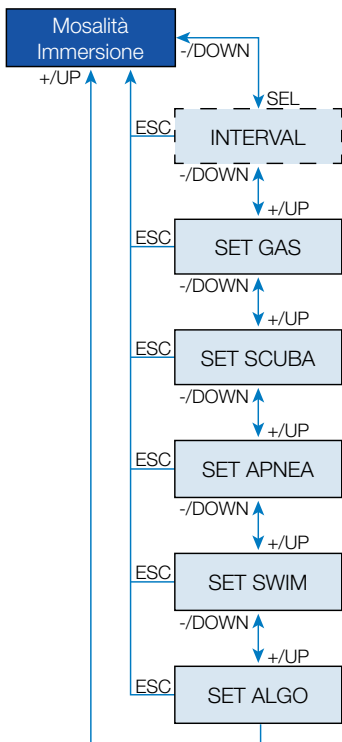 Mosalità
Immersione
+/UP
-/DOWN
SEL
ESC
INTERVAL
-/DOWN
+/UP
ESC
SET GAS
-/DOWN
+/UP
ESC
SET SCUBA
-/DOWN
+/UP
ESC
SET APNEA
-/DOWN
+/UP
ESC
SET SWIM
-/DOWN
+/UP
ESC
SET ALGO